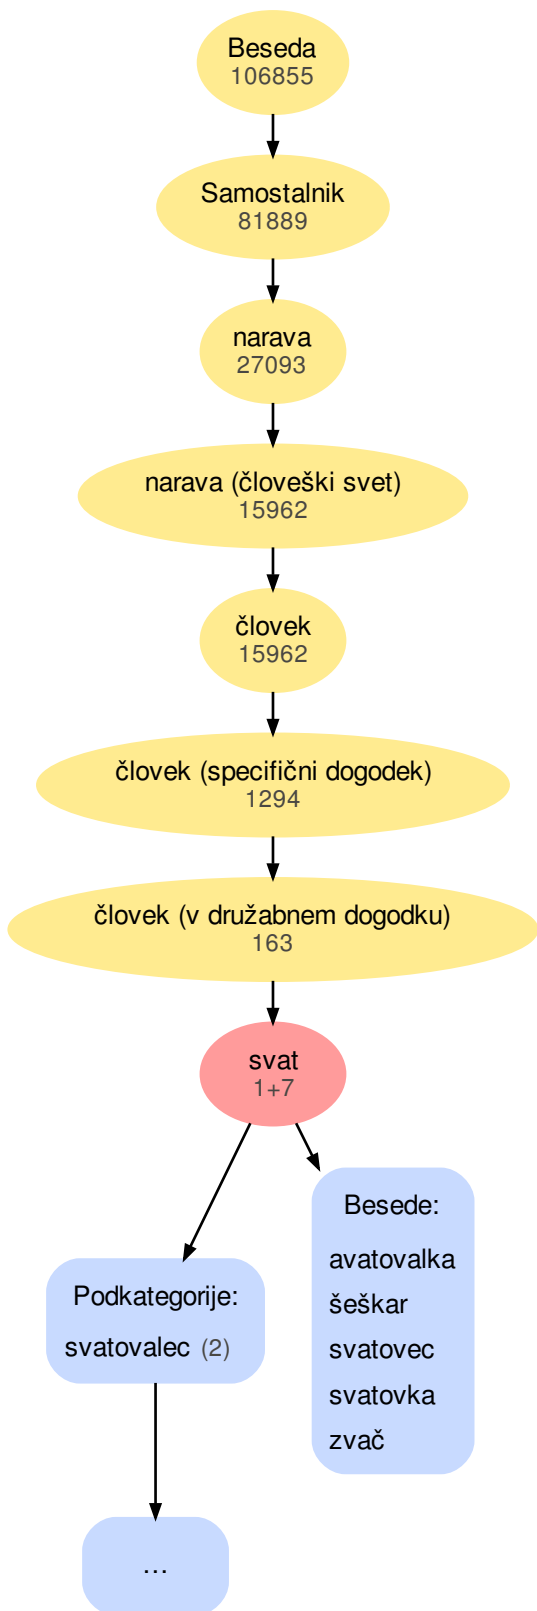 Beseda
106855
Samostalnik
81889
narava
27093
narava (človeški svet)
15962
človek
15962
človek (specifični dogodek)
1294
človek (v družabnem dogodku)
163
svat
1+7
Podkategorije:
svatovalec (2)
Besede:
avatovalka
šeškar
svatovec
svatovka
zvač
...